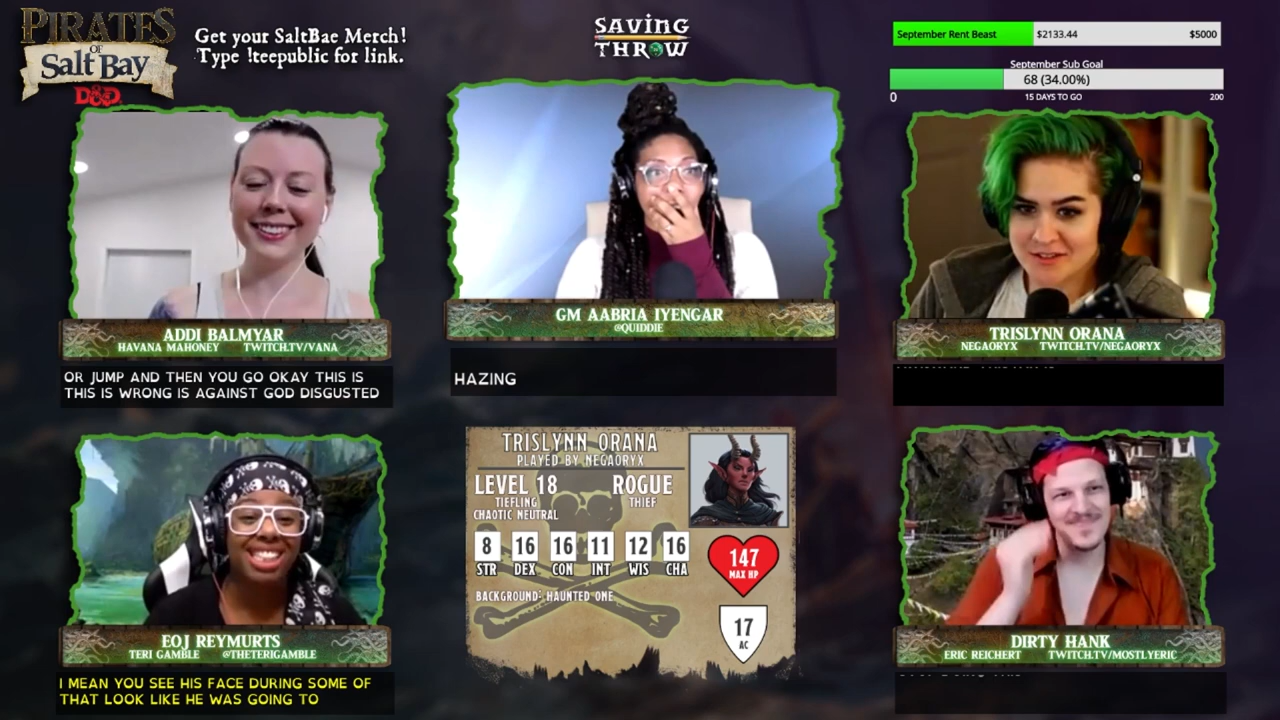 PIRATES
OF
Salt Bay
D&D
Get your SaltBae Merch!
Type !teepublic for link.
SAVING
THROW
September Rent Beast $2133.44 $5000
September Sub Goal
68 (34.00%)
0 15 DAYS TO GO 200
ADDI BALMYAR
HAVANA MAHONEY TWITCH.TV/VANA
OR JUMP AND THEN YOU GO OKAY THIS IS
THIS IS WRONG IS AGAINST GOD DISGUSTED
GM AABRIA IYENGAR
@QUIDDIE
HAZING
TRISLYNN ORANA
NEGAORYX TWITCH.TV/NEGAORYX
EOJ REYMURTS
TERI GAMBLE @THETERIGAMBLE
I MEAN YOU SEE HIS FACE DURING SOME OF
THAT LOOK LIKE HE WAS GOING TO
TRISLYNN ORANA
PLAYED BY NEGAORYX
LEVEL 18 ROGUE
TIEFLING THIEF
CHAOTIC NEUTRAL
8 16 16 11 12 16
STR DEX CON INT WIS CHA
BACKGROUND: HAUNTED ONE
147
MAX HP
17
AC
DIRTY HANK
ERIC REICHERT TWITCH.TV/MOSTLYERIC